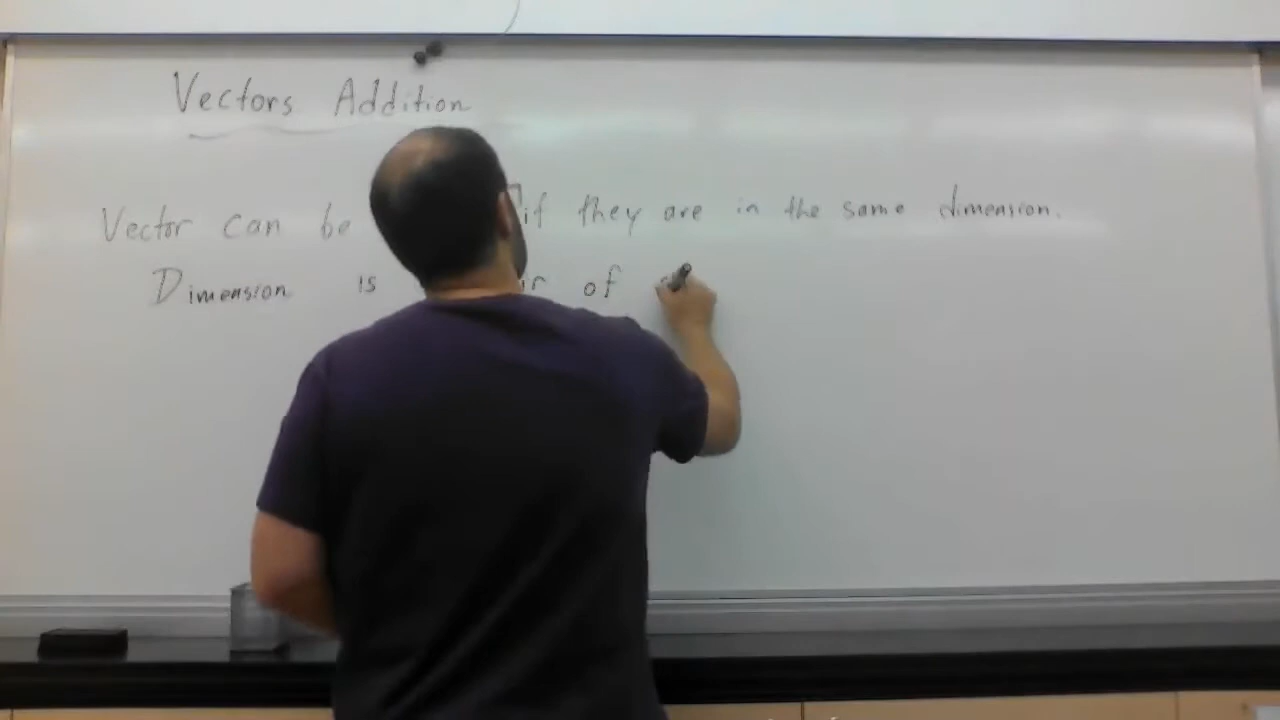 Vectors Addition
Vector can be if they are in the same dimension.
Dimension is of